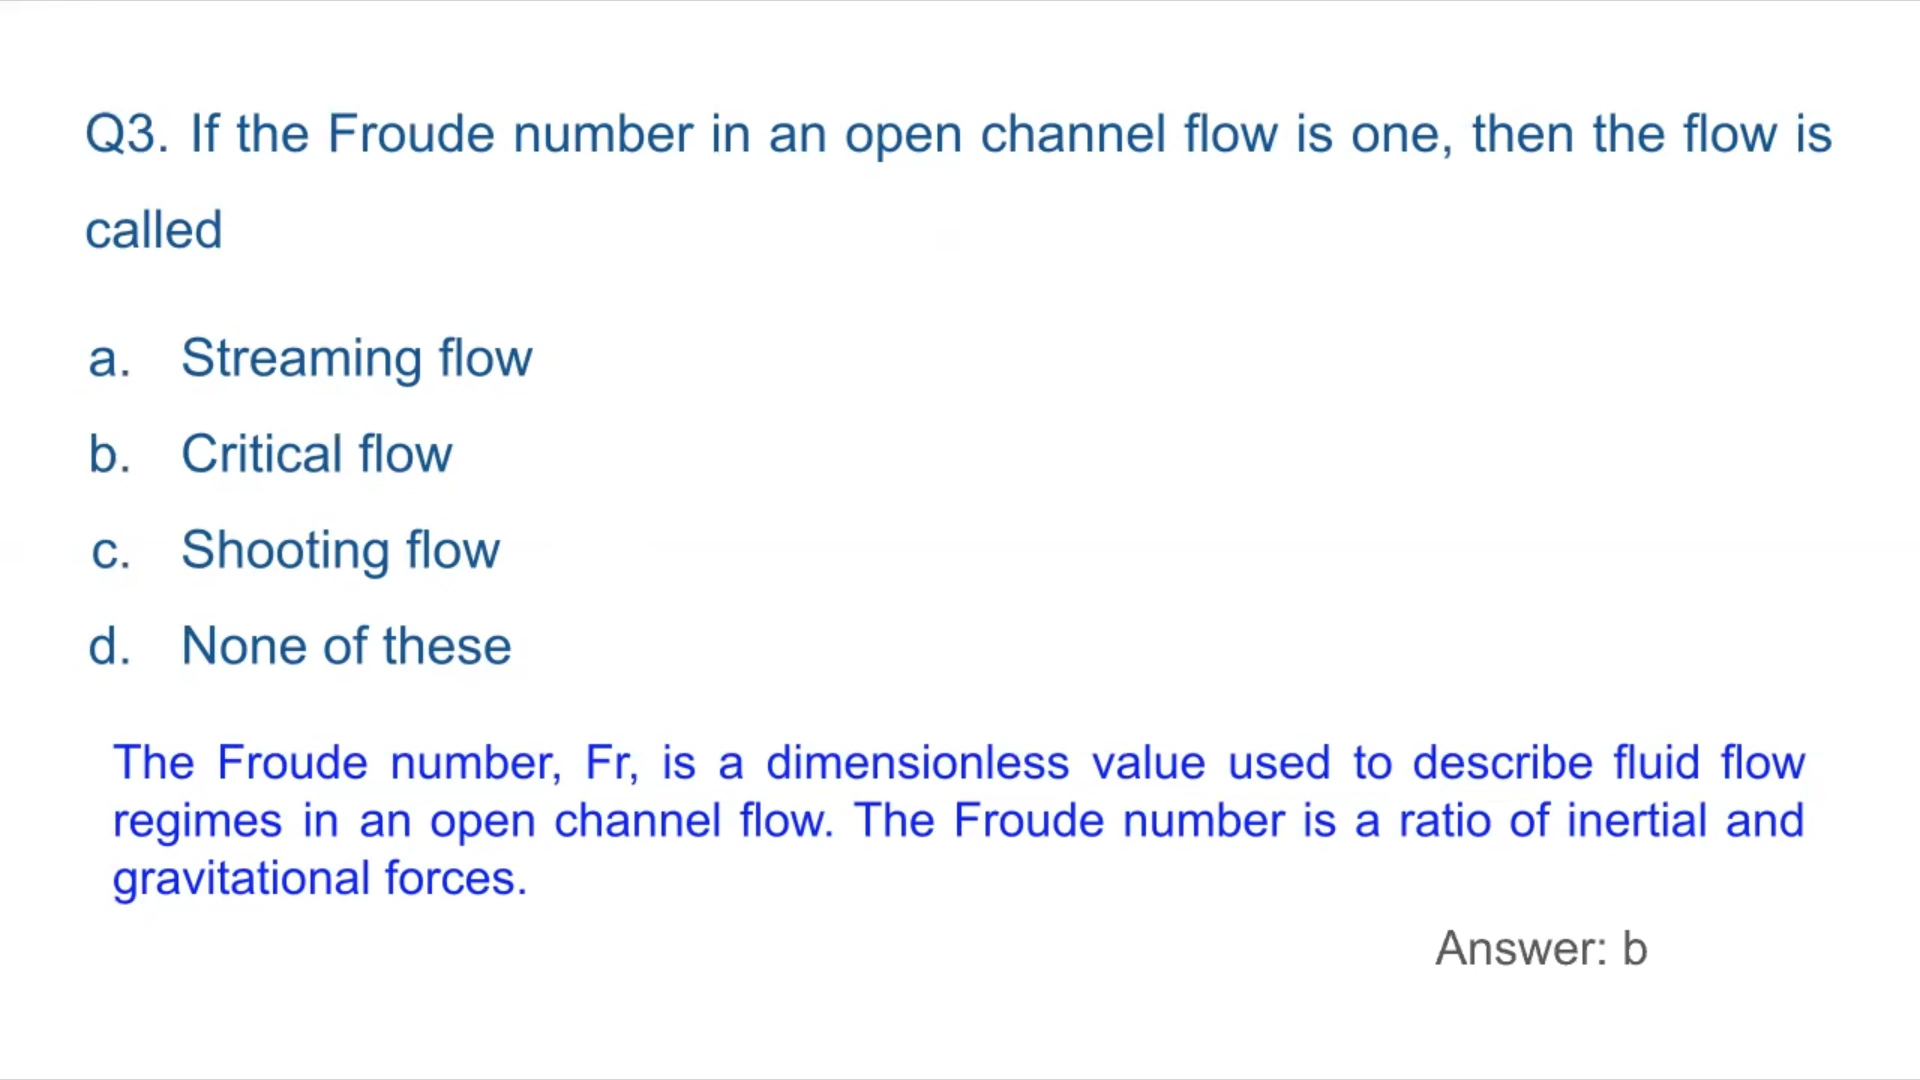 Q3. If the Froude number in an open channel flow is one, then the flow is
called
a. Streaming flow
b. Critical flow
c. Shooting flow
d. None of these
The Froude number, Fr, is a dimensionless value used to describe fluid flow
regimes in an open channel flow. The Froude number is a ratio of inertial and
gravitational forces.
Answer: b